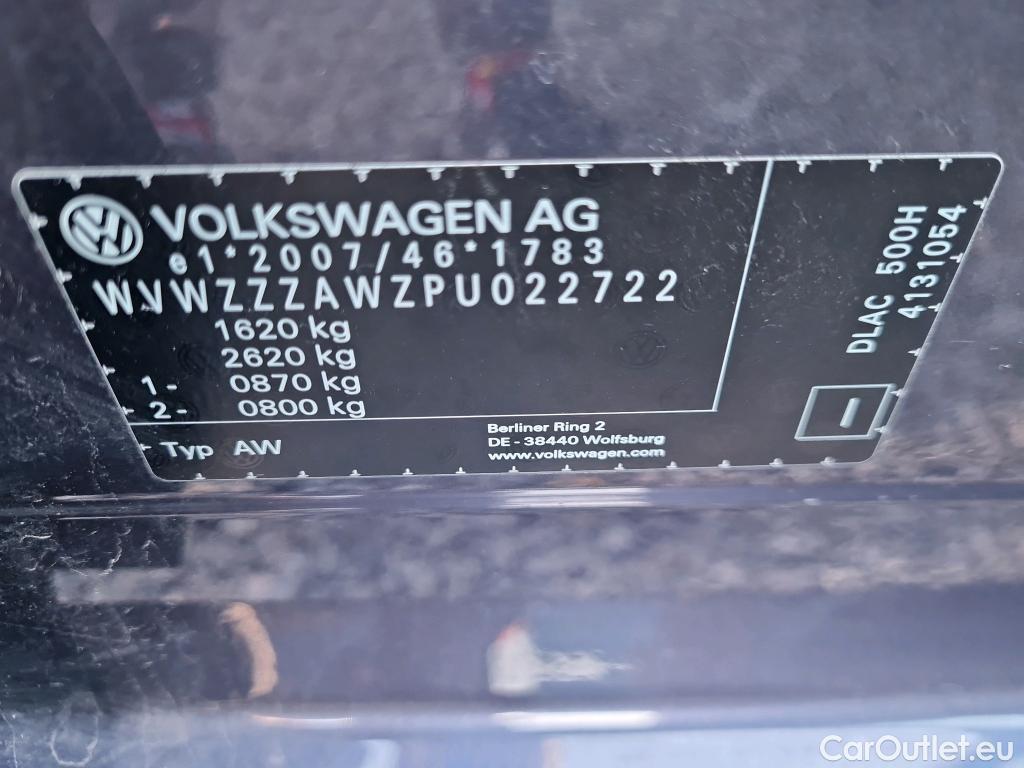 VOLKSWAGEN AG
e1*2007/46*1783
WVWZZZAWZPU022722
1620 kg
2620 kg
1- 0870 kg
2- 0800 kg
Typ AW
Berliner Ring 2
DE - 38440 Wolfsburg
www.volkswagen.com
DLAC 500H
4131054
CarOutlet.eu